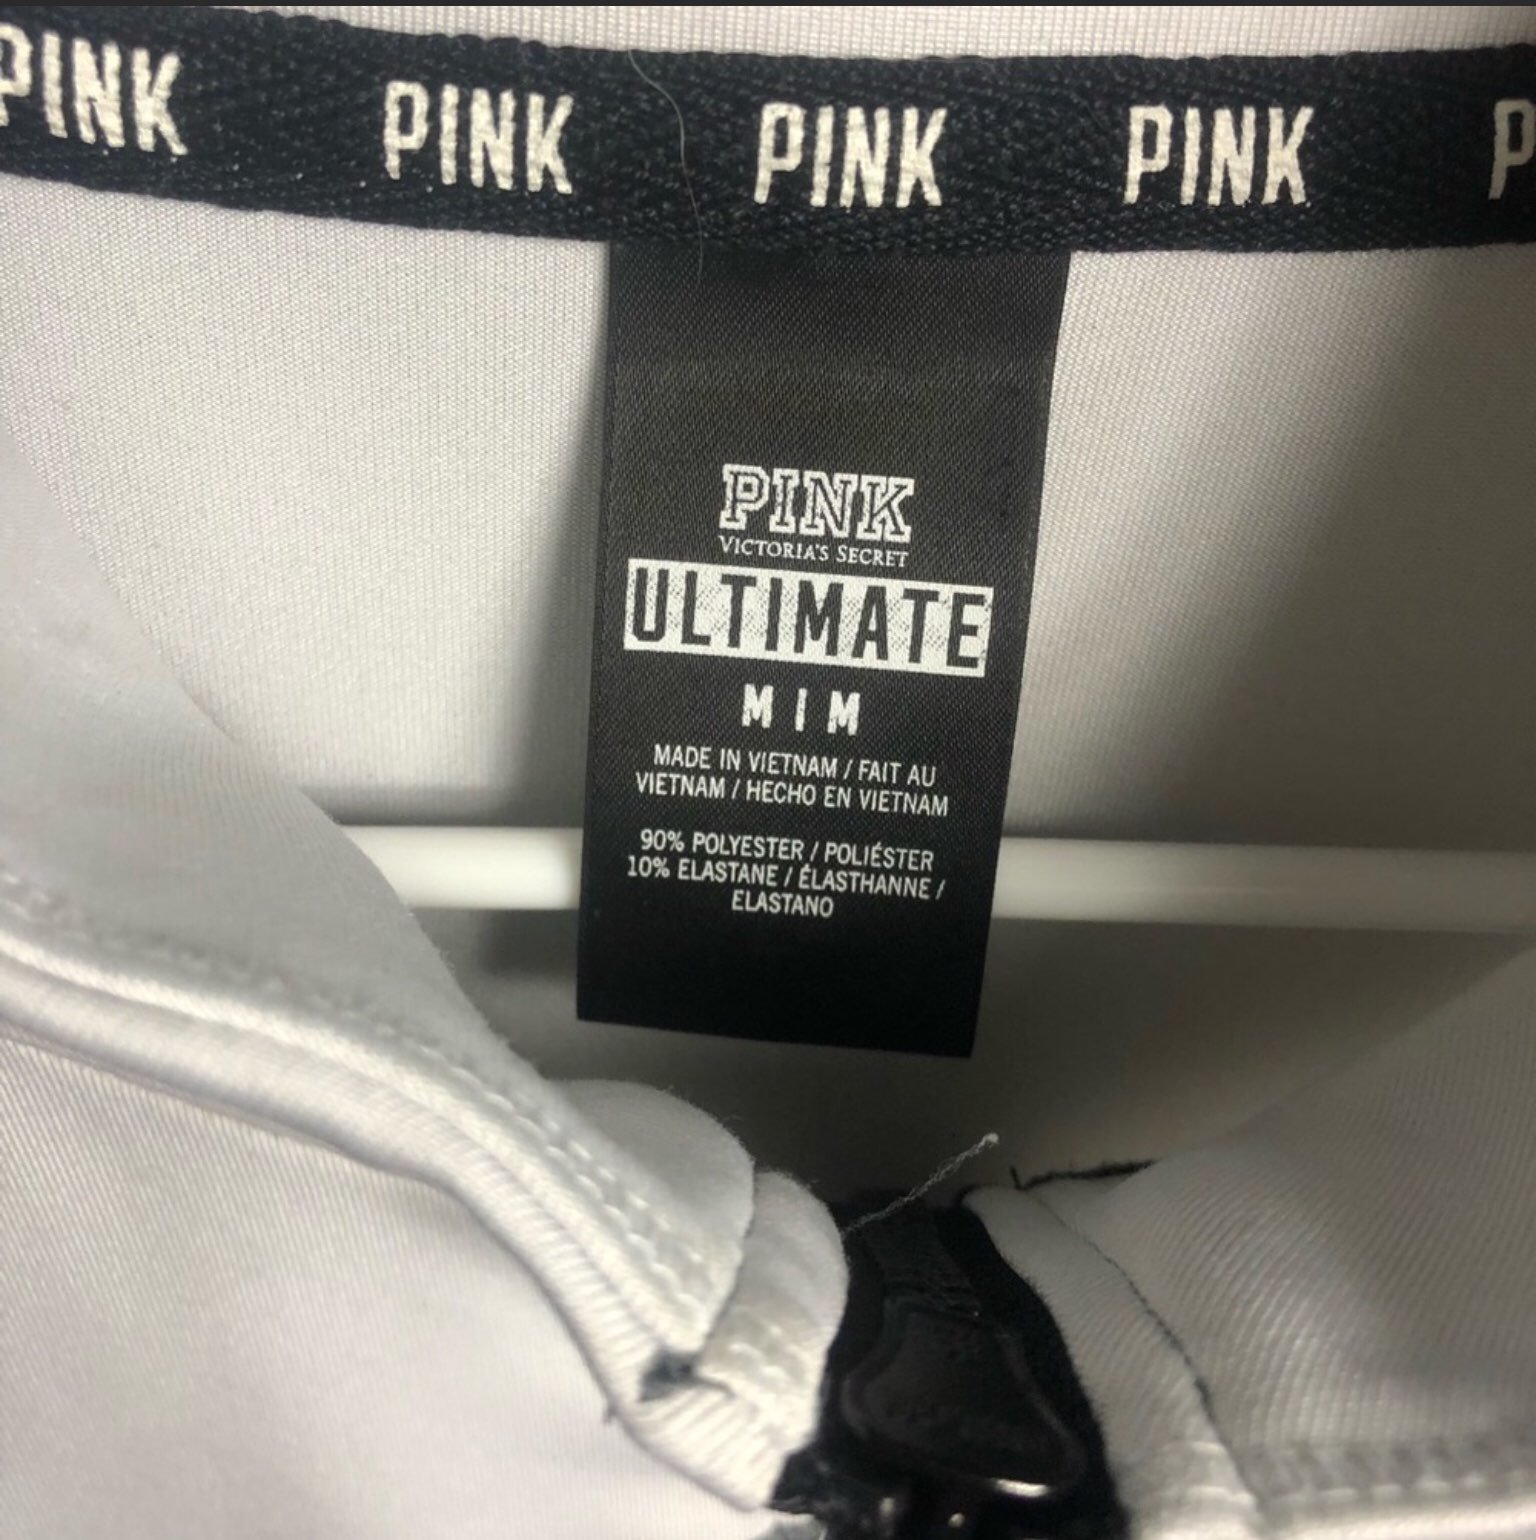 PINK PINK PINK PINK P
PINK
VICTORIA'S SECRET
ULTIMATE
M | M
MADE IN VIETNAM / FAIT AU
VIETNAM / HECHO EN VIETNAM
90% POLYESTER / POLIÉSTER
10% ELASTANE / ÉLASTHANNE /
ELASTANO